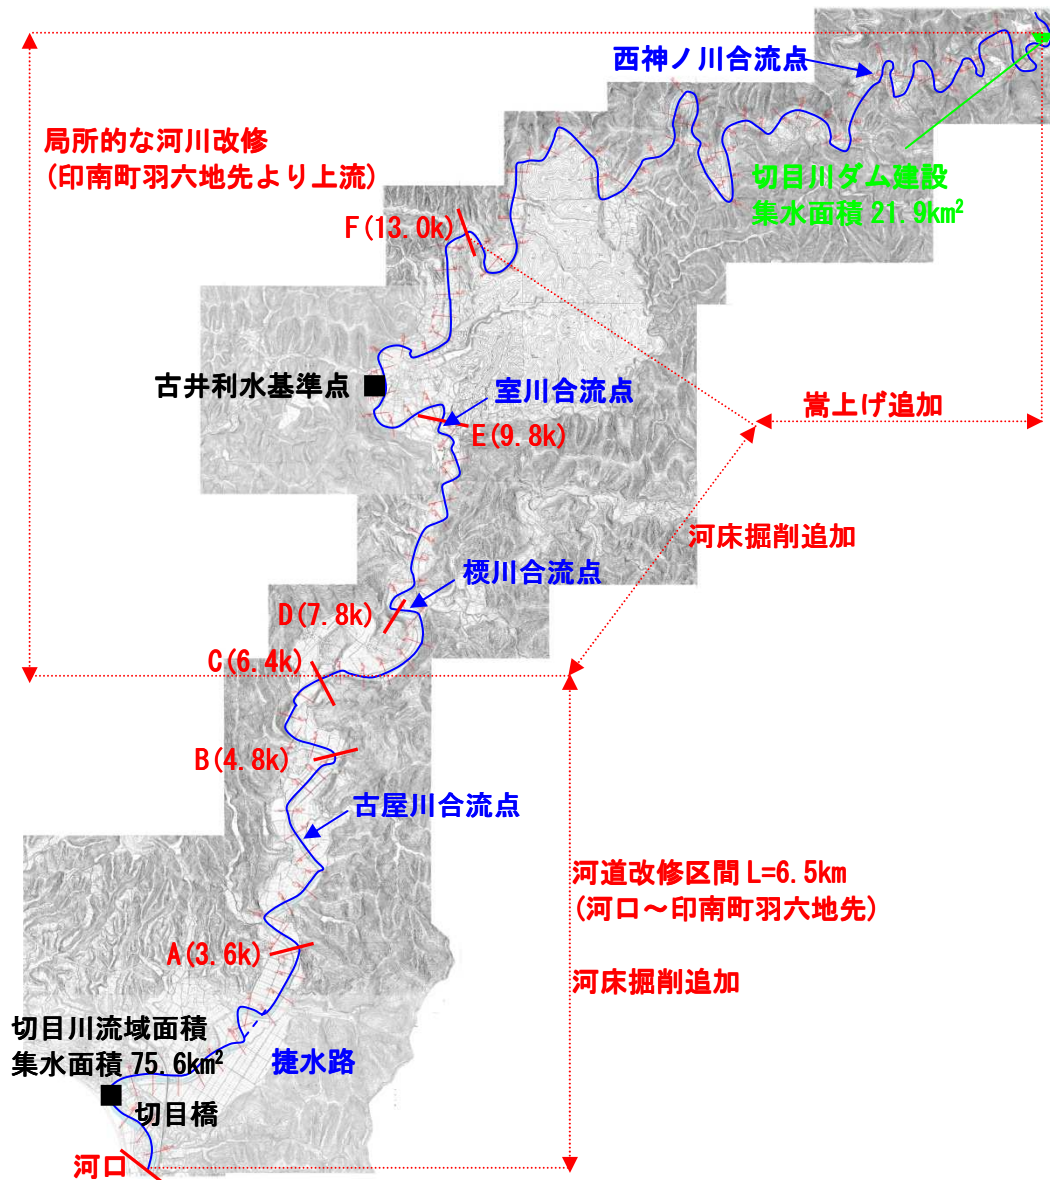 西神ノ川合流点
局所的な河川改修
(印南町羽六地先より上流)
切目川ダム建設
集水面積 21.9km²
F(13.0k)
古井利水基準点
室川合流点
嵩上げ追加
E(9.8k)
河床掘削追加
榎川合流点
D(7.8k)
C(6.4k)
B(4.8k)
古屋川合流点
河道改修区間 L=6.5km
(河口～印南町羽六地先)
A(3.6k)
河床掘削追加
切目川流域面積
集水面積 75.6km²
捷水路
切目橋
河口